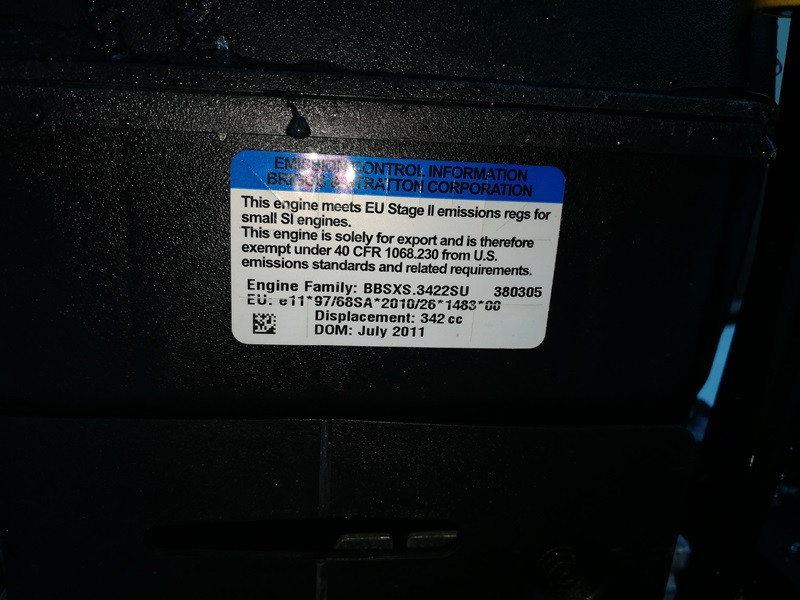 EMISSION CONTROL INFORMATION
BRIGGS & STRATTON CORPORATION
This engine meets EU Stage II emissions regs for
small SI engines.
This engine is solely for export and is therefore
exempt under 40 CFR 1068.230 from U.S.
emissions standards and related requirements.
Engine Family: BBSXS.3422SU 380305
EU: e11*97/68SA*2010/26*1483*00
Displacement: 342 cc
DOM: July 2011